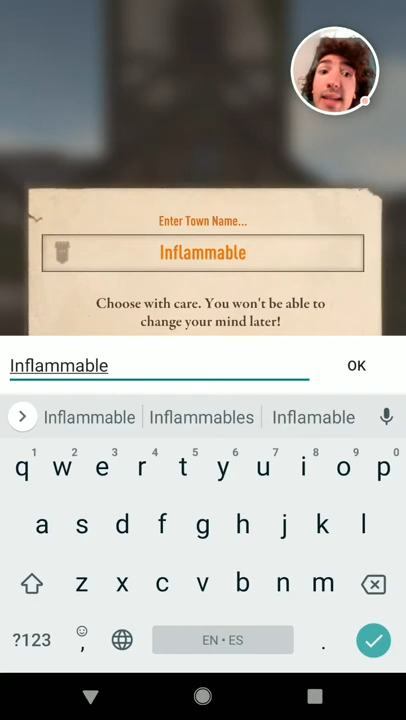 Enter Town Name...
Inflammable
Choose with care. You won't be able to
change your mind later!
Inflammable OK
Inflammable Inflammables Inflamable
1 2 3 4 5 6 7 8 9 0
q w e r t y u i o p
a s d f g h j k l
z x c v b n m
?123 , EN • ES .